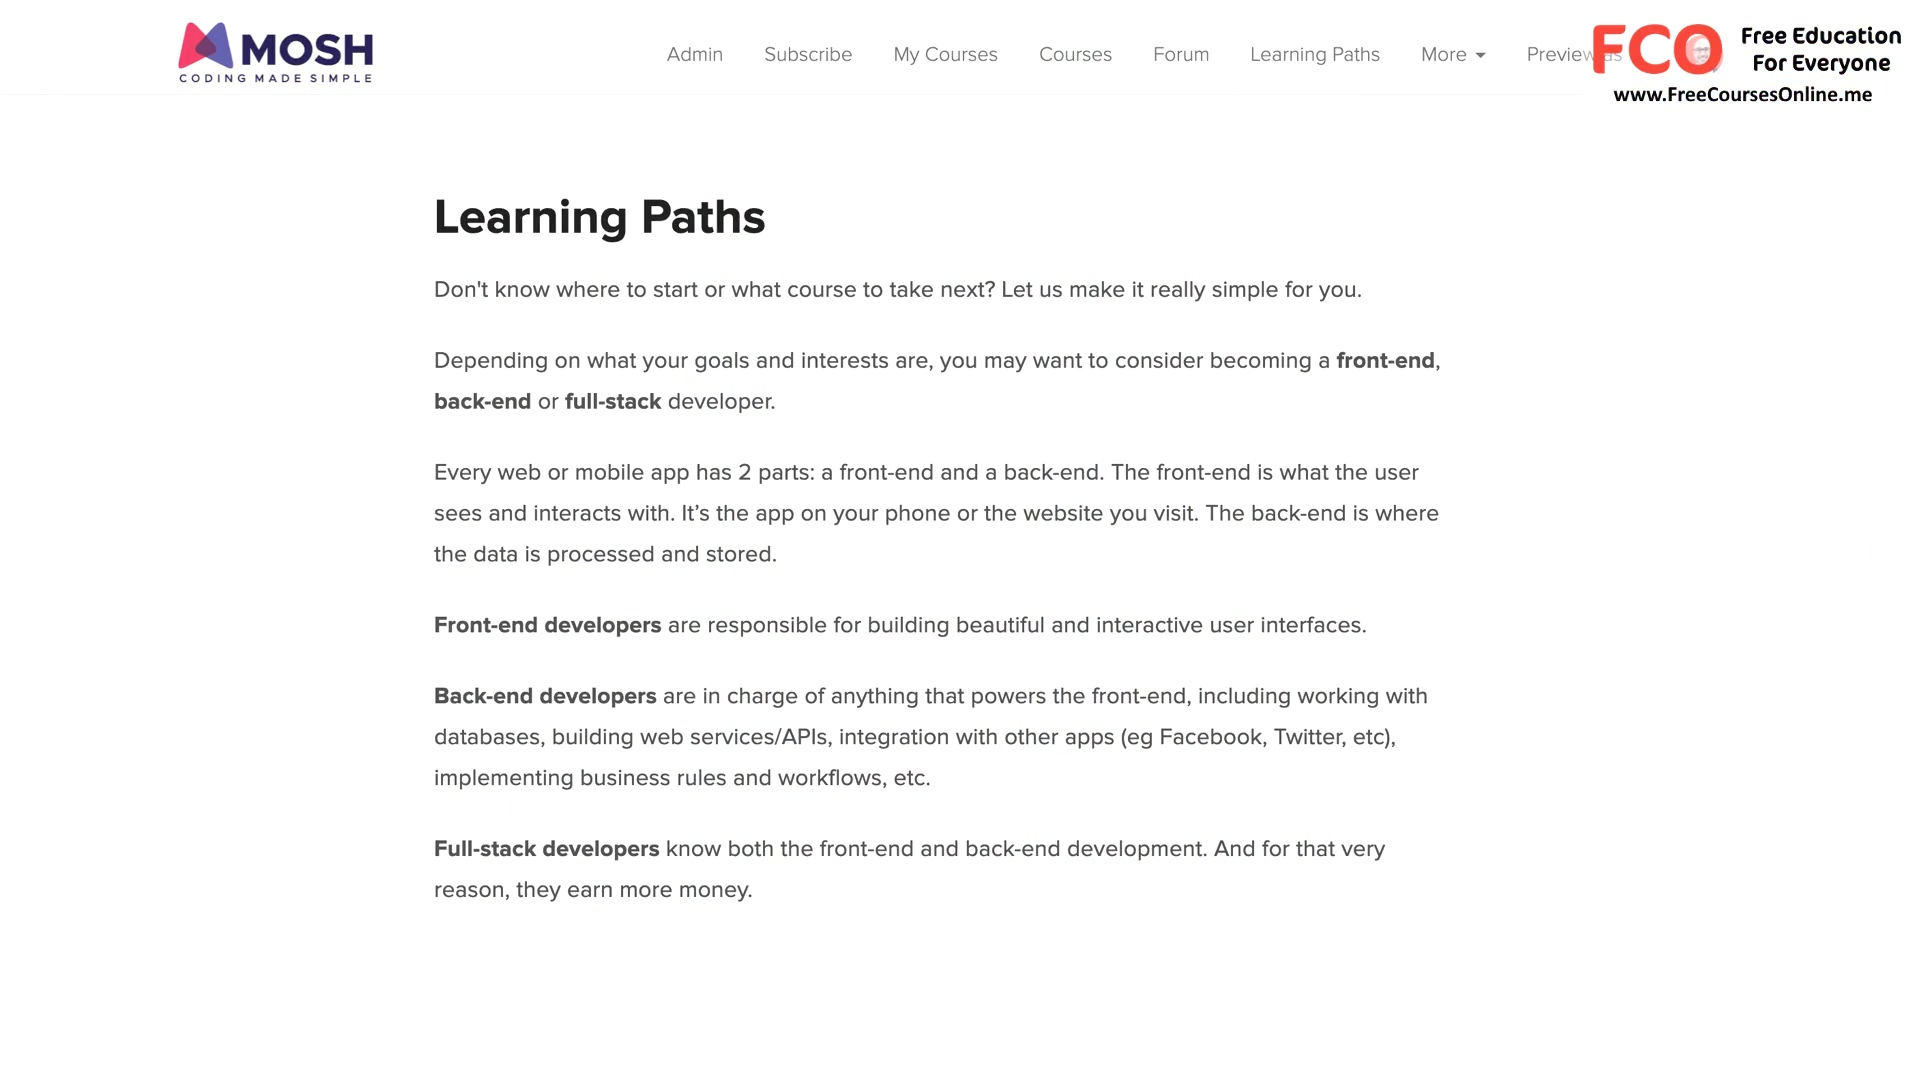 MOSH
CODING MADE SIMPLE
Admin Subscribe My Courses Courses Forum Learning Paths More
FCO
Free Education
For Everyone
www.FreeCoursesOnline.me
Learning Paths
Don't know where to start or what course to take next? Let us make it really simple for you.
Depending on what your goals and interests are, you may want to consider becoming a front-end,
back-end or full-stack developer.
Every web or mobile app has 2 parts: a front-end and a back-end. The front-end is what the user
sees and interacts with. It’s the app on your phone or the website you visit. The back-end is where
the data is processed and stored.
Front-end developers are responsible for building beautiful and interactive user interfaces.
Back-end developers are in charge of anything that powers the front-end, including working with
databases, building web services/APIs, integration with other apps (eg Facebook, Twitter, etc),
implementing business rules and workflows, etc.
Full-stack developers know both the front-end and back-end development. And for that very
reason, they earn more money.